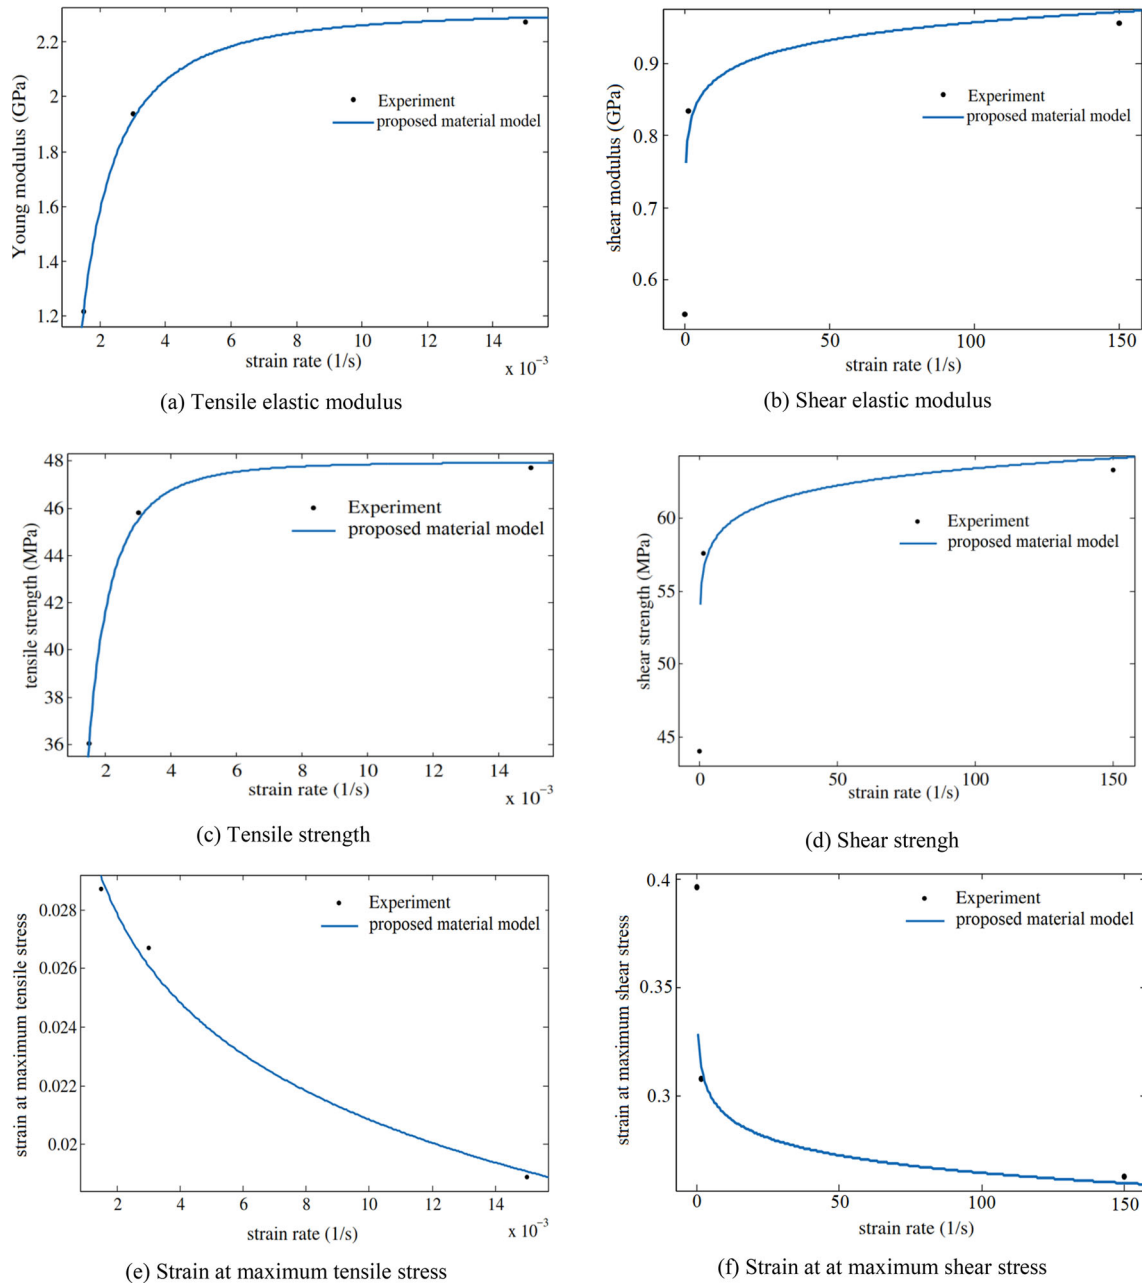 2.2
2
1.8
1.6
1.4
1.2
Young modulus (GPa)
Experiment
proposed material model
2 4 6 8 10 12 14
strain rate (1/s)
x 10⁻³
(a) Tensile elastic modulus
0.9
0.8
0.7
0.6
shear modulus (GPa)
Experiment
proposed material model
0 50 100 150
strain rate (1/s)
(b) Shear elastic modulus
48
46
44
42
40
38
36
tensile strength (MPa)
Experiment
proposed material model
2 4 6 8 10 12 14
strain rate (1/s)
x 10⁻³
(c) Tensile strength
60
55
50
45
shear strength (MPa)
Experiment
proposed material model
0 50 100 150
strain rate (1/s)
(d) Shear strengh
0.028
0.026
0.024
0.022
0.02
strain at maximum tensile stress
Experiment
proposed material model
2 4 6 8 10 12 14
strain rate (1/s)
x 10⁻³
(e) Strain at maximum tensile stress
0.4
0.35
0.3
strain at maximum shear stress
Experiment
proposed material model
0 50 100 150
strain rate (1/s)
(f) Strain at at maximum shear stress